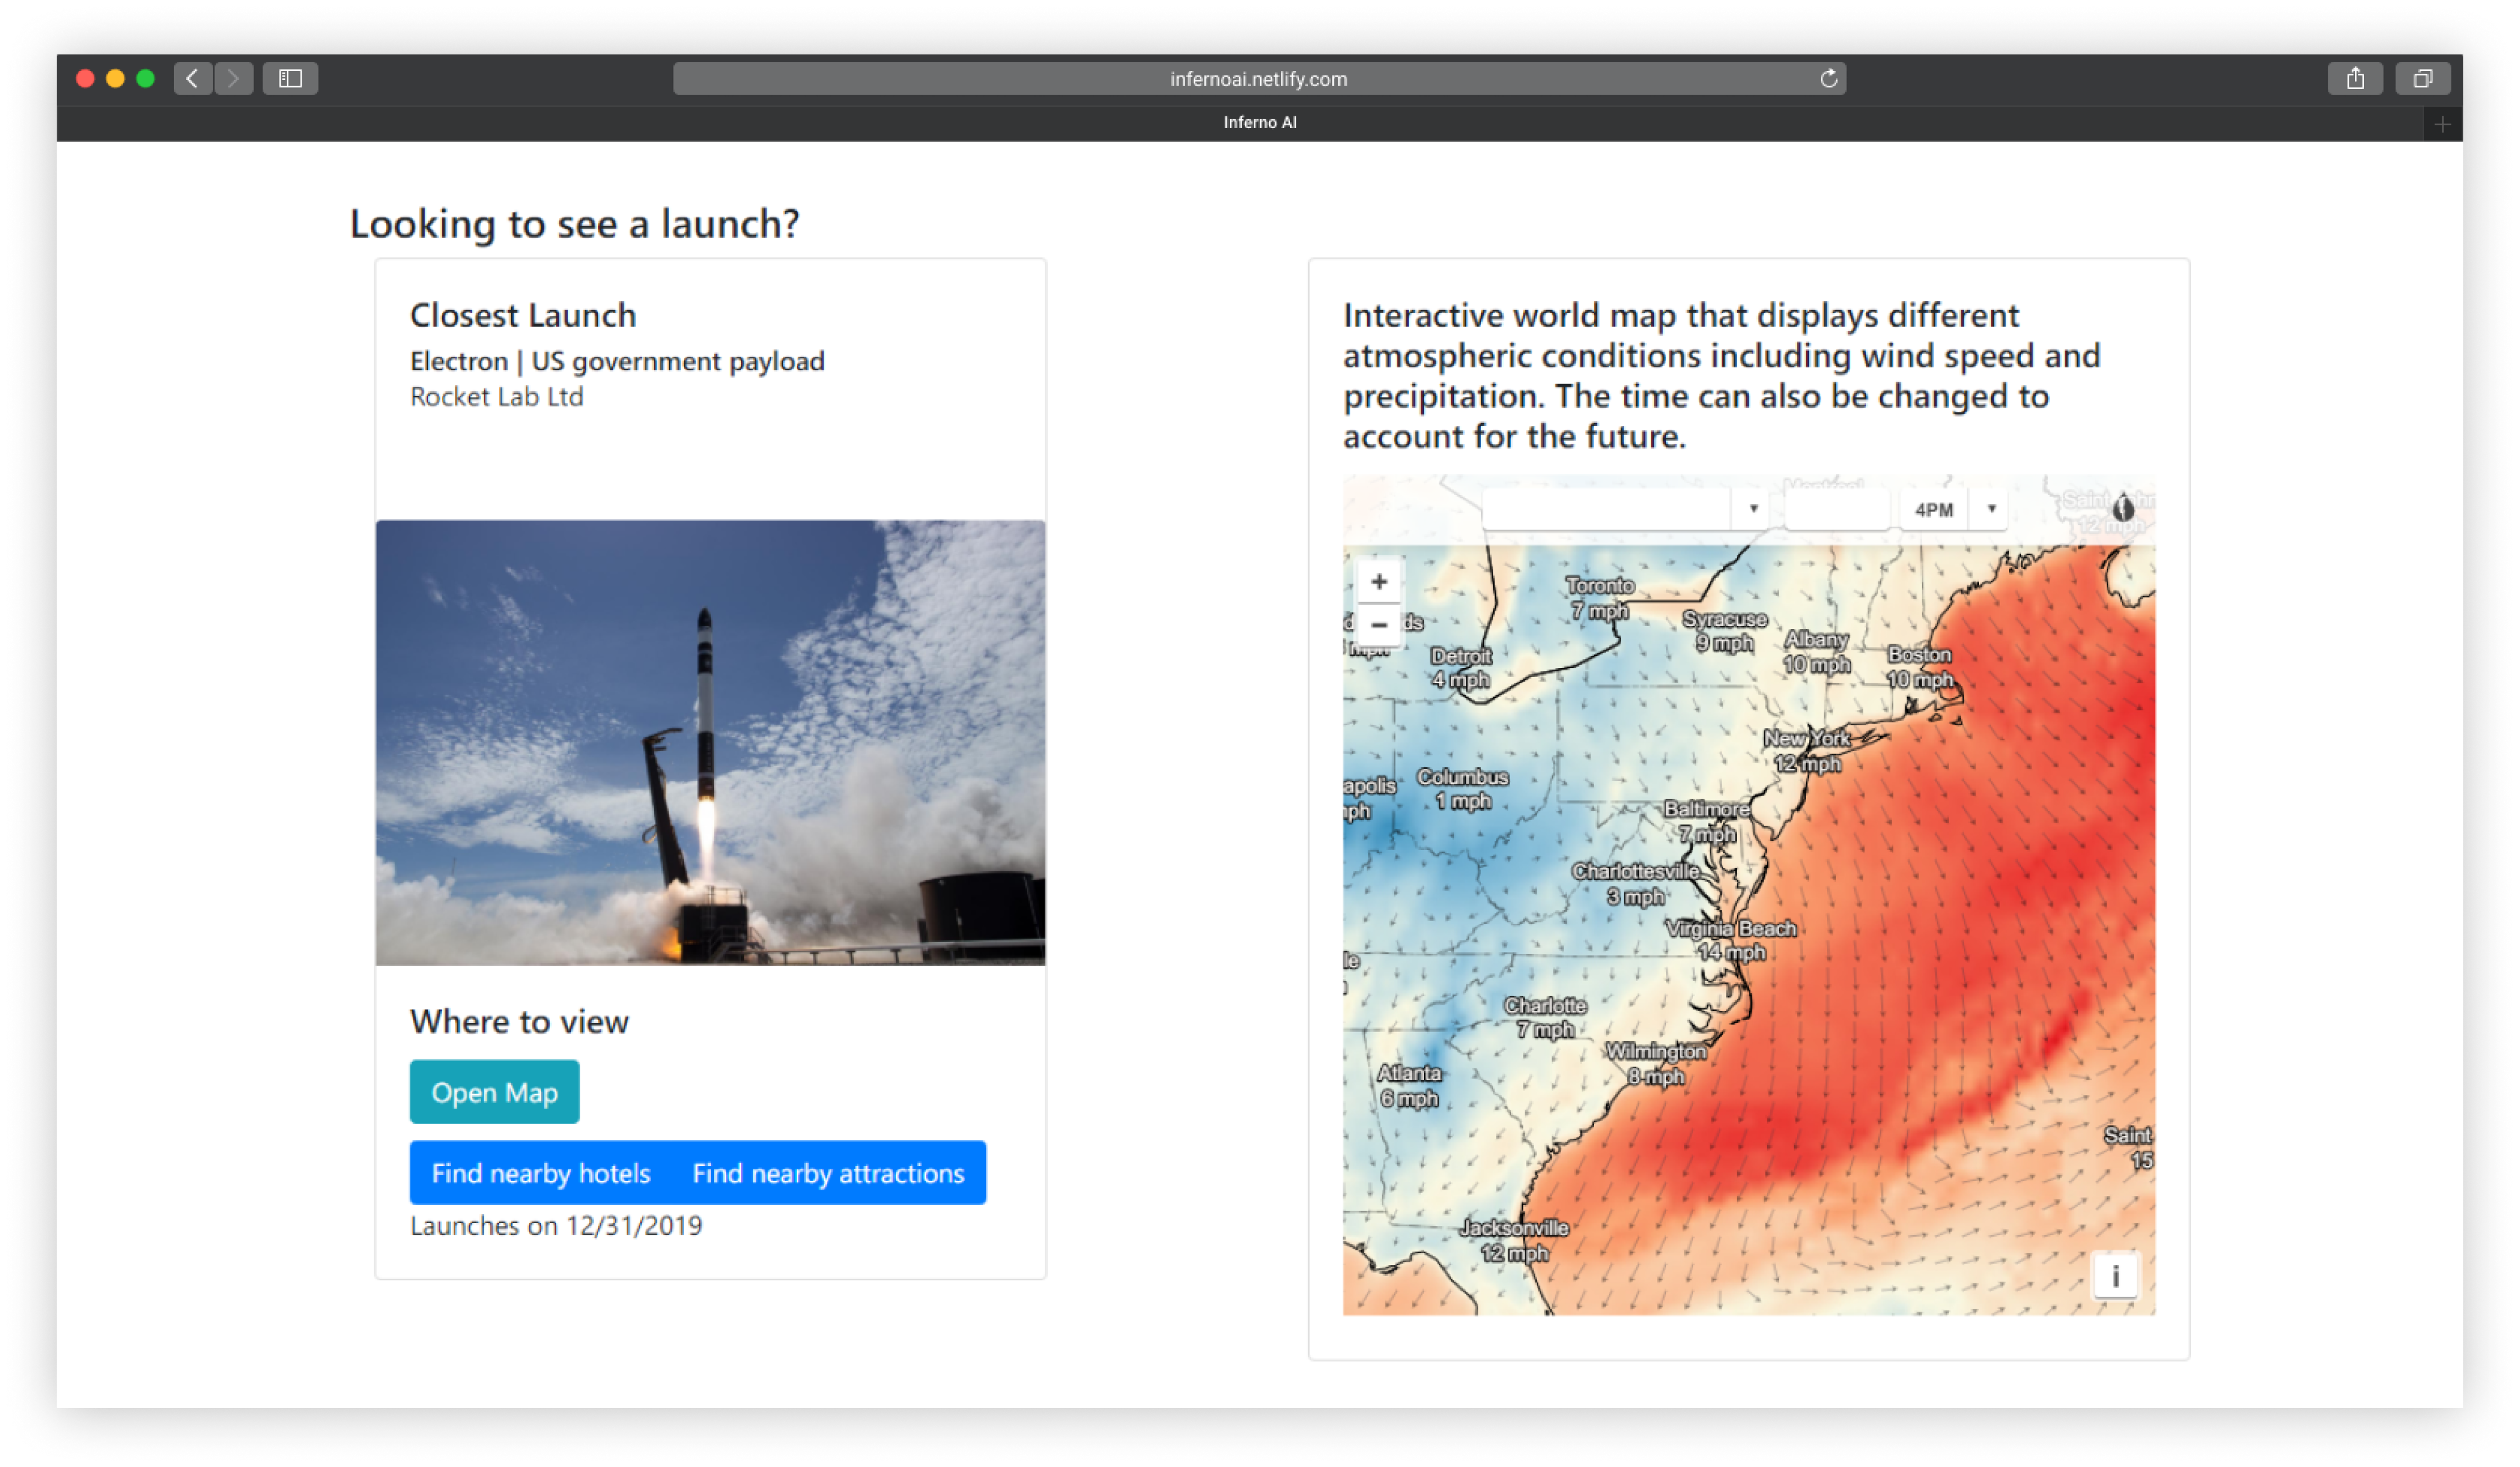 infernoai.netlify.com
Inferno AI
Looking to see a launch?
Closest Launch
Electron | US government payload
Rocket Lab Ltd
Where to view
Open Map
Find nearby hotels
Find nearby attractions
Launches on 12/31/2019
Interactive world map that displays different
atmospheric conditions including wind speed and
precipitation. The time can also be changed to
account for the future.
Montreal
4PM
Saint
12 mph
+
−
Toronto
7 mph
Syracuse
9 mph
Albany
10 mph
Boston
10 mph
Detroit
4 mph
New York
12 mph
apolis
Columbus
1 mph
Baltimore
7 mph
Charlottesville
3 mph
Virginia Beach
14 mph
Charlotte
7 mph
Wilmington
8 mph
Atlanta
6 mph
Saint
15
Jacksonville
12 mph
i